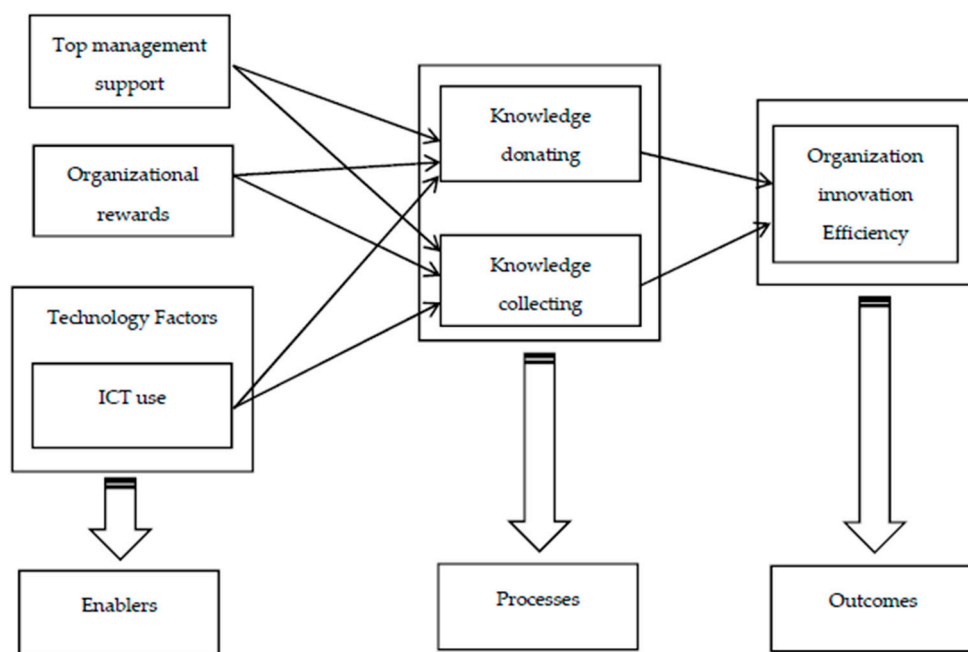 Top management
support
Organizational
rewards
Technology Factors
ICT use
Knowledge
donating
Knowledge
collecting
Organization
innovation
Efficiency
Enablers
Processes
Outcomes